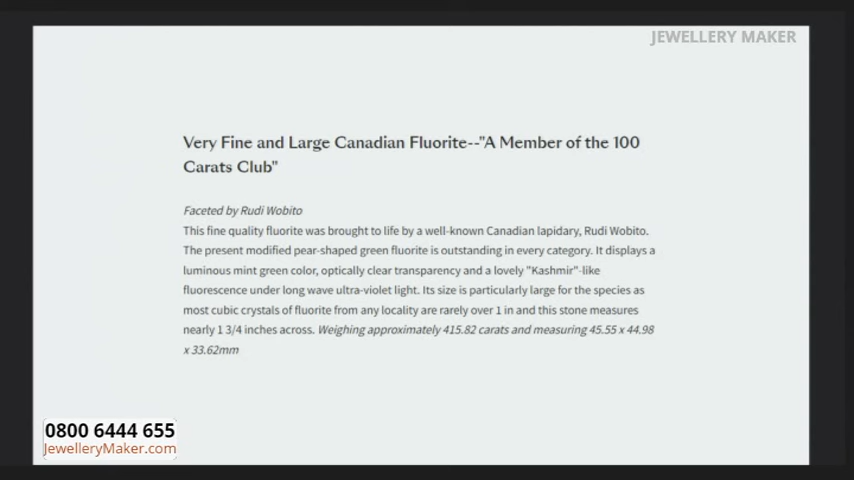 JEWELLERY MAKER
Very Fine and Large Canadian Fluorite--"A Member of the 100
Carats Club"
Faceted by Rudi Wobito
This fine quality fluorite was brought to life by a well-known Canadian lapidary, Rudi Wobito.
The present modified pear-shaped green fluorite is outstanding in every category. It displays a
luminous mint green color, optically clear transparency and a lovely "Kashmir"-like
fluorescence under long wave ultra-violet light. Its size is particularly large for the species as
most cubic crystals of fluorite from any locality are rarely over 1 in and this stone measures
nearly 1 3/4 inches across. Weighing approximately 415.82 carats and measuring 45.55 x 44.98
x 33.62mm
0800 6444 655
JewelleryMaker.com